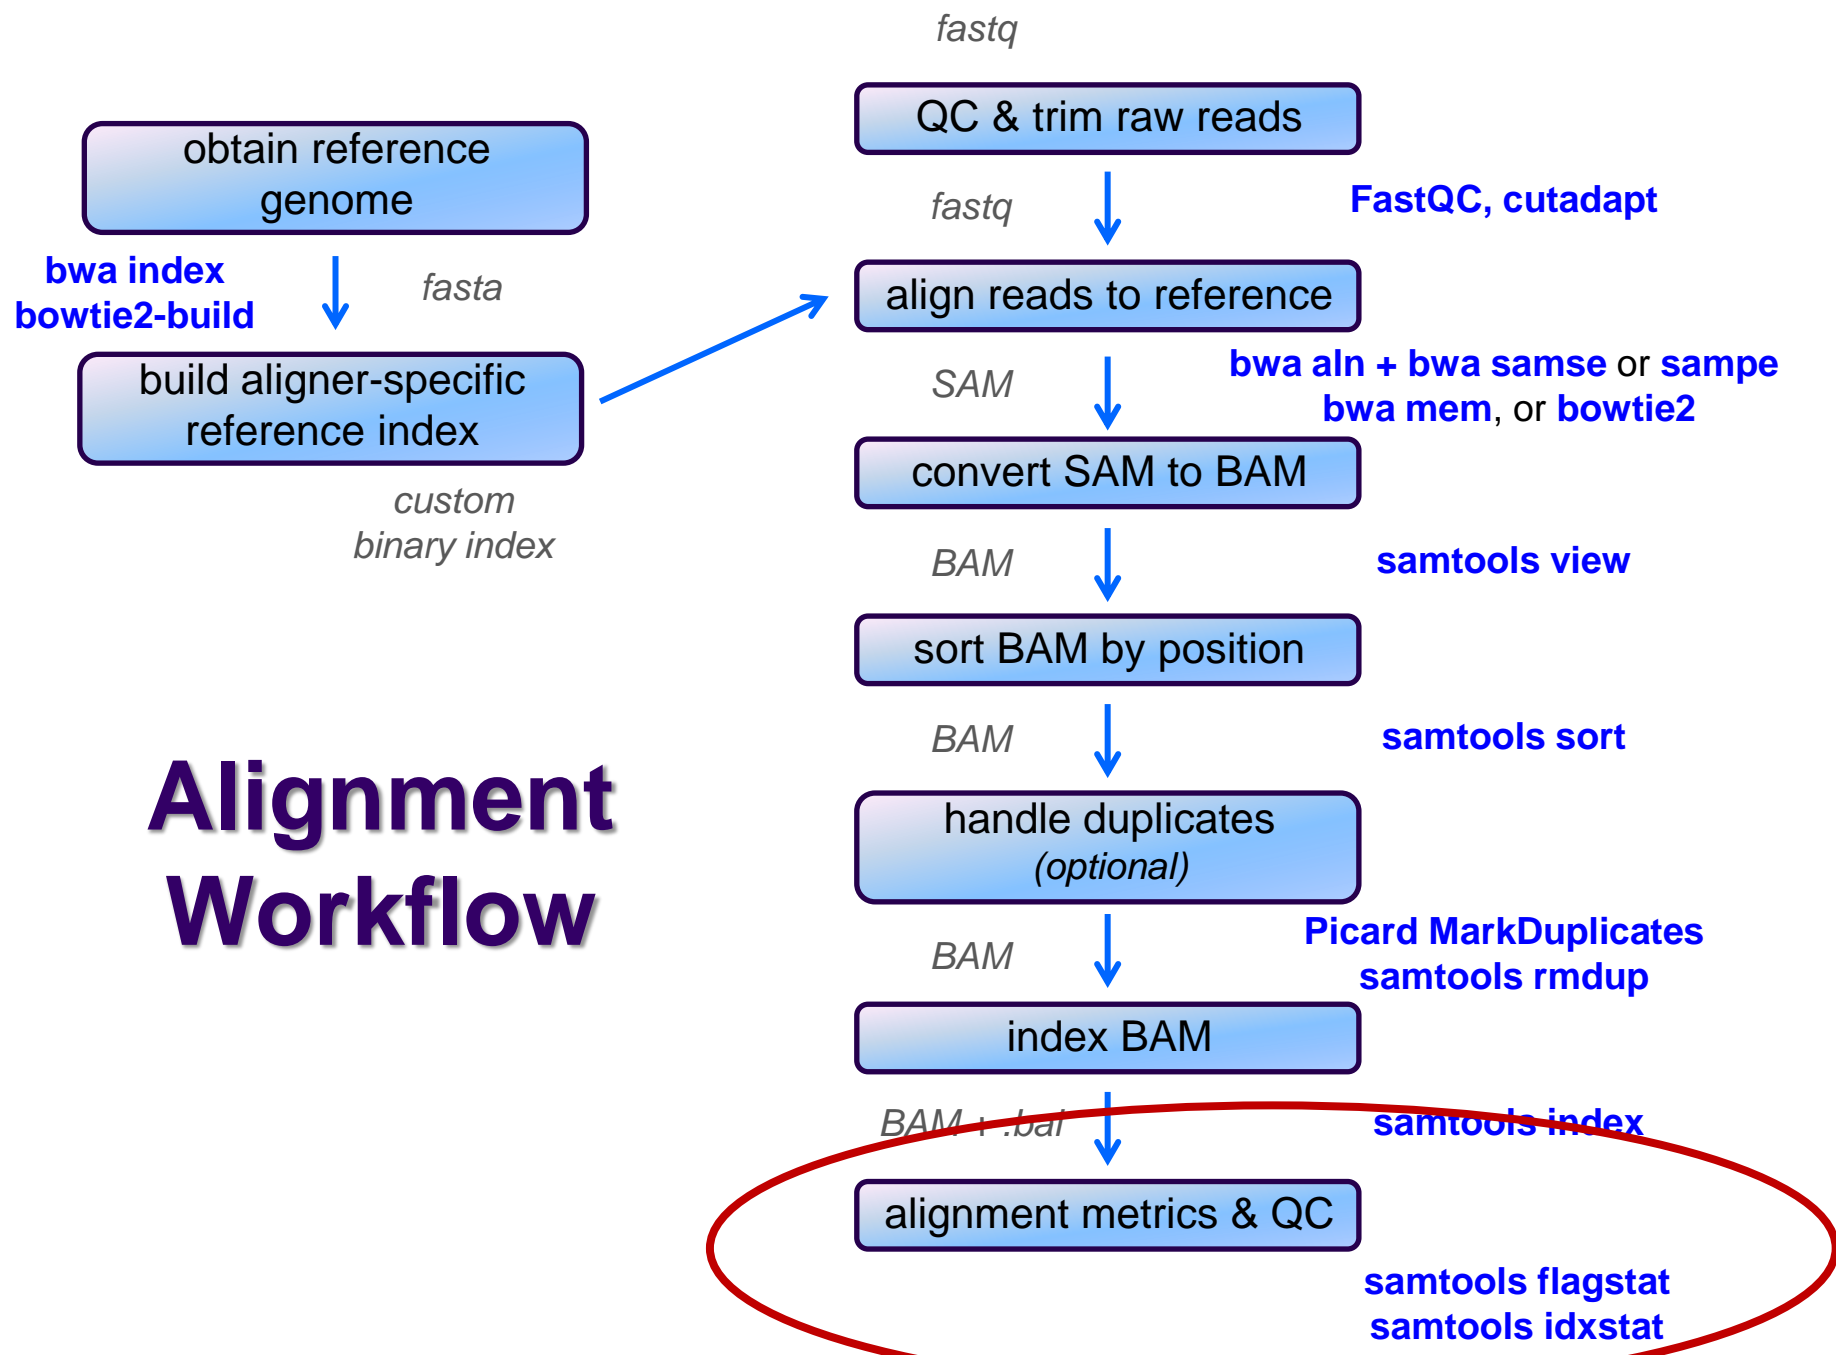 fastq
QC & trim raw reads
obtain reference
genome
fastq
FastQC, cutadapt
bwa index
bowtie2-build
fasta
align reads to reference
build aligner-specific
reference index
SAM
bwa aln + bwa samse or sampe
bwa mem, or bowtie2
convert SAM to BAM
custom
binary index
BAM
samtools view
sort BAM by position
BAM
samtools sort
Alignment
Workflow
handle duplicates
(optional)
BAM
Picard MarkDuplicates
samtools rmdup
index BAM
BAM + .bai
samtools index
alignment metrics & QC
samtools flagstat
samtools idxstat